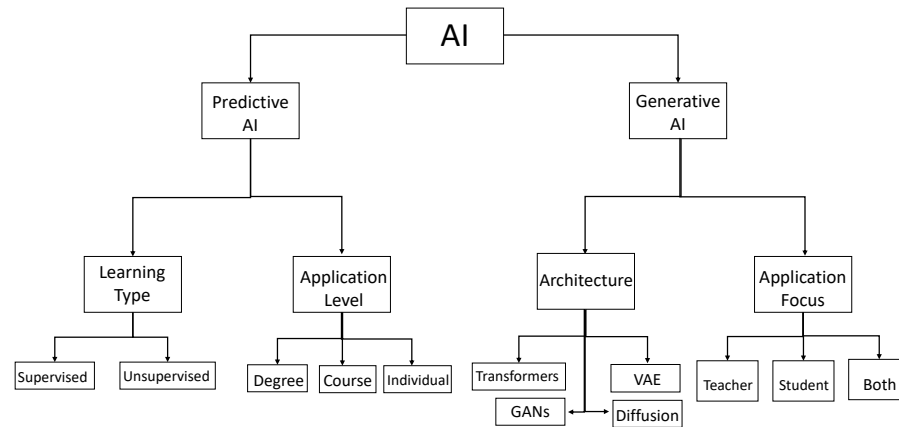 AI
Predictive
AI
Generative
AI
Learning
Type
Application
Level
Architecture
Application
Focus
Supervised
Unsupervised
Degree
Course
Individual
Transformers
VAE
GANs
Diffusion
Teacher
Student
Both